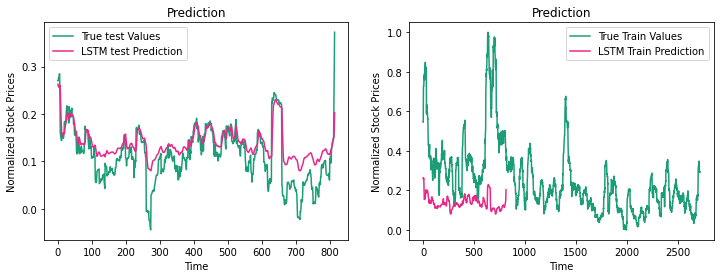 Prediction
Normalized Stock Prices
0.3
0.2
0.1
0.0
True test Values
LSTM test Prediction
0 100 200 300 400 500 600 700 800
Time
Prediction
Normalized Stock Prices
1.0
0.8
0.6
0.4
0.2
0.0
True Train Values
LSTM Train Prediction
0 500 1000 1500 2000 2500
Time